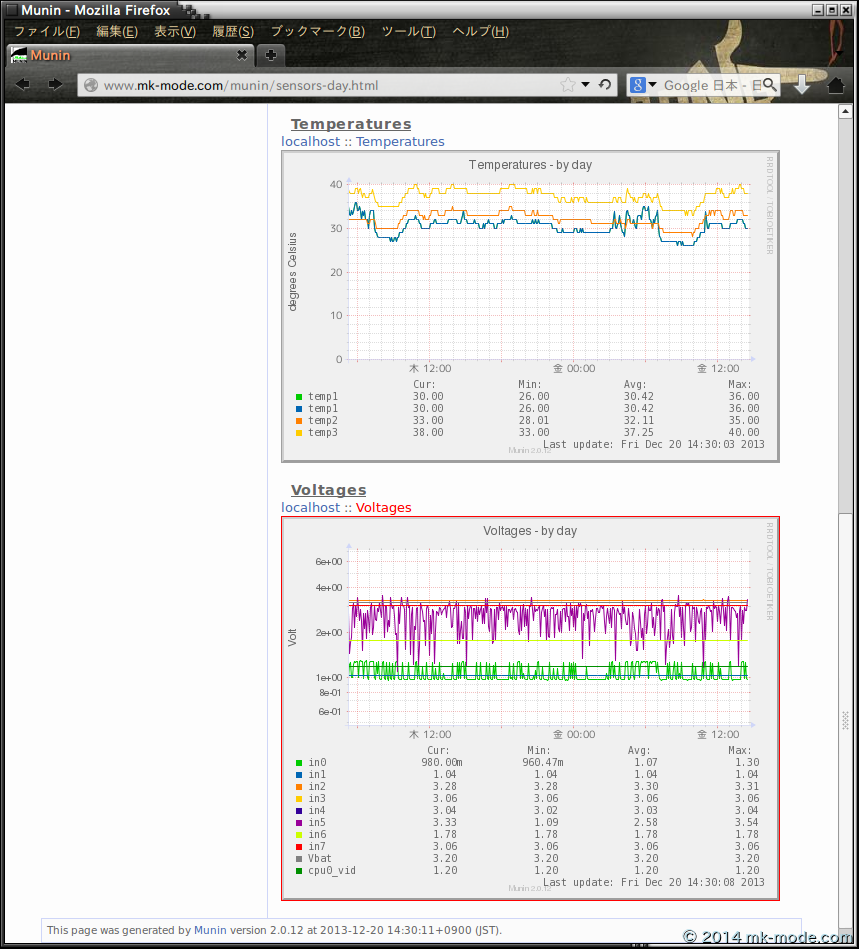 Munin - Mozilla Firefox
ファイル(F) 編集(E) 表示(V) 履歴(S) ブックマーク(B) ツール(T) ヘルプ(H)
Munin
www.mk-mode.com/munin/sensors-day.html
Google 日本 - 日
Temperatures
localhost :: Temperatures
Temperatures - by day
RRDTOOL / TOBI OETIKER
degrees Celsius
40
30
20
10
0
木 12:00 金 00:00 金 12:00
Cur: Min: Avg: Max:
temp1 30.00 26.00 30.42 36.00
temp1 30.00 26.00 30.42 36.00
temp2 33.00 28.01 32.11 35.00
temp3 38.00 33.00 37.25 40.00
Last update: Fri Dec 20 14:30:03 2013
Munin 2.0.12
Voltages
localhost :: Voltages
Voltages - by day
RRDTOOL / TOBI OETIKER
Volt
6e+00
4e+00
2e+00
1e+00
8e-01
6e-01
木 12:00 金 00:00 金 12:00
Cur: Min: Avg: Max:
in0 980.00m 960.47m 1.07 1.30
in1 1.04 1.04 1.04 1.04
in2 3.28 3.28 3.30 3.31
in3 3.06 3.06 3.06 3.06
in4 3.04 3.02 3.03 3.04
in5 3.33 1.09 2.58 3.54
in6 1.78 1.78 1.78 1.78
in7 3.06 3.06 3.06 3.06
Vbat 3.20 3.20 3.20 3.20
cpu0_vid 1.20 1.20 1.20 1.20
Last update: Fri Dec 20 14:30:08 2013
Munin 2.0.12
This page was generated by Munin version 2.0.12 at 2013-12-20 14:30:11+0900 (JST).
© 2014 mk-mode.com